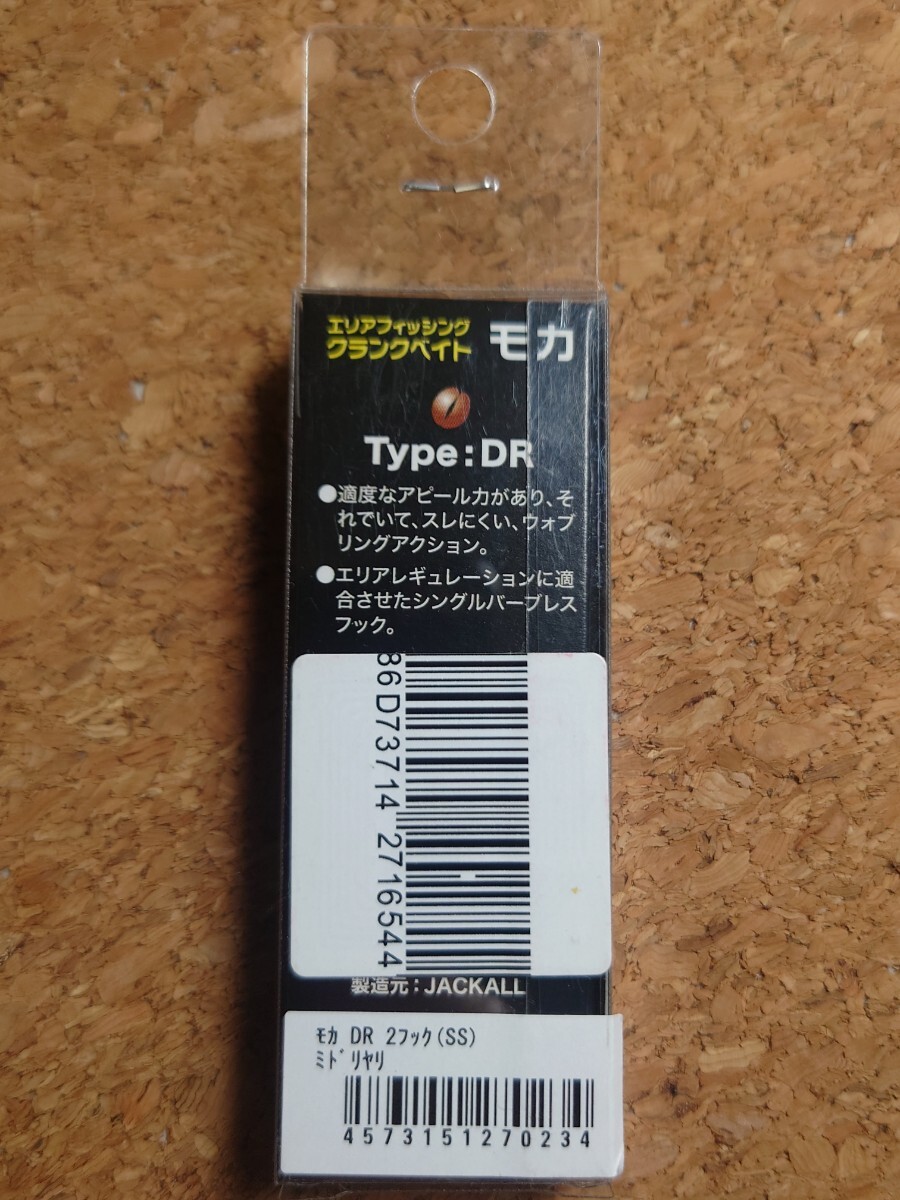 エリアフィッシング
クランクベイト モカ
Type:DR
●適度なアピール力があり、そ
れでいて、スレにくい、ウォブ
リングアクション。
●エリアレギュレーションに適
合させたシングルバーブレス
フック。
86D73714 2716544
製造元:JACKALL
ﾓｶ DR 2ﾌｯｸ(SS)
ﾐﾄﾞﾘﾔﾘ
4573151270234